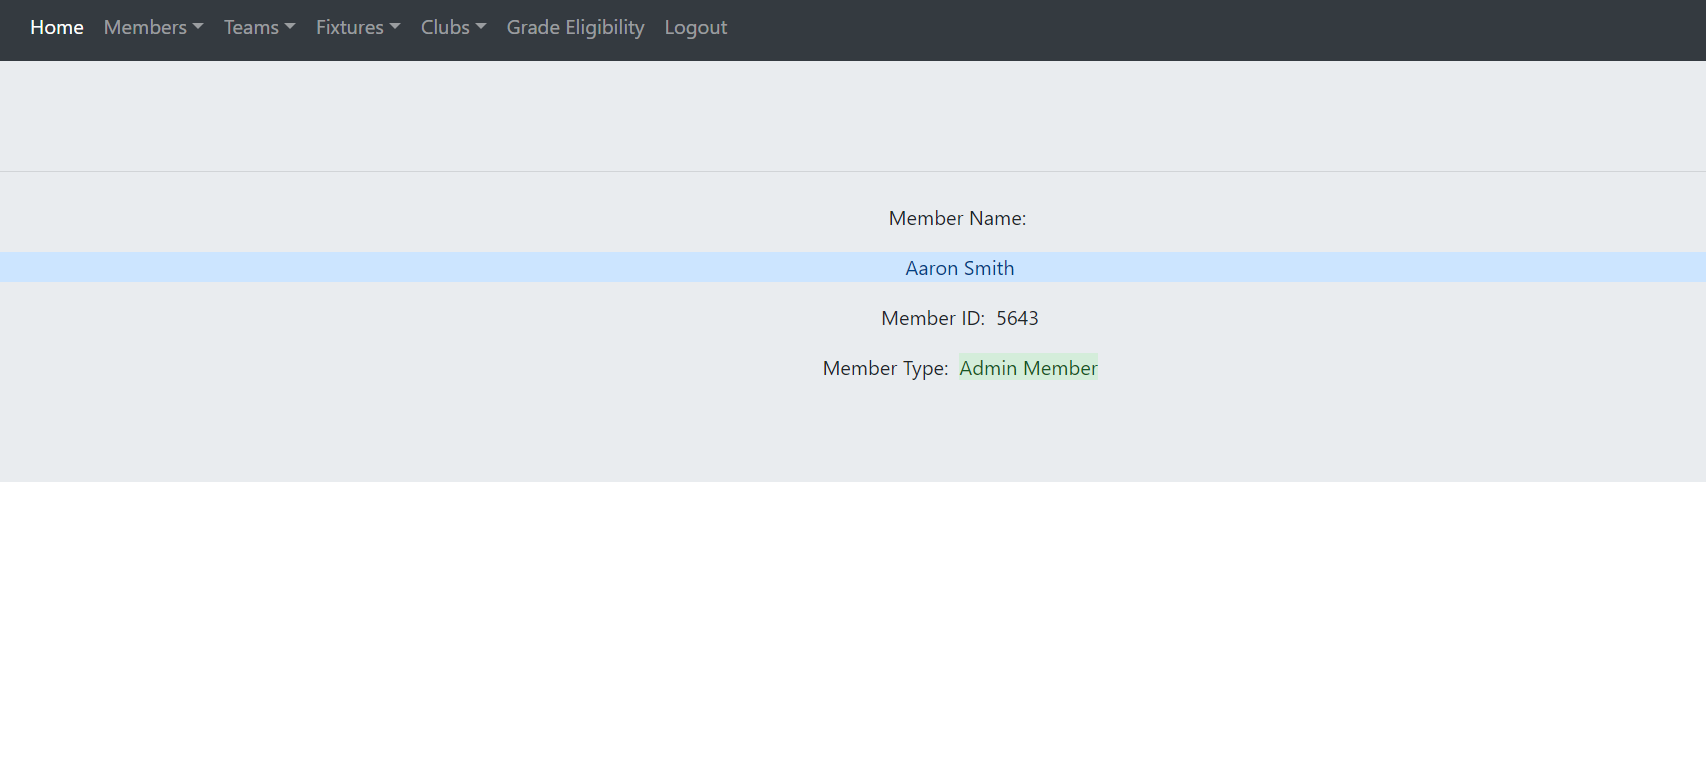 Home Members Teams Fixtures Clubs Grade Eligibility Logout
Member Name:
Aaron Smith
Member ID: 5643
Member Type: Admin Member